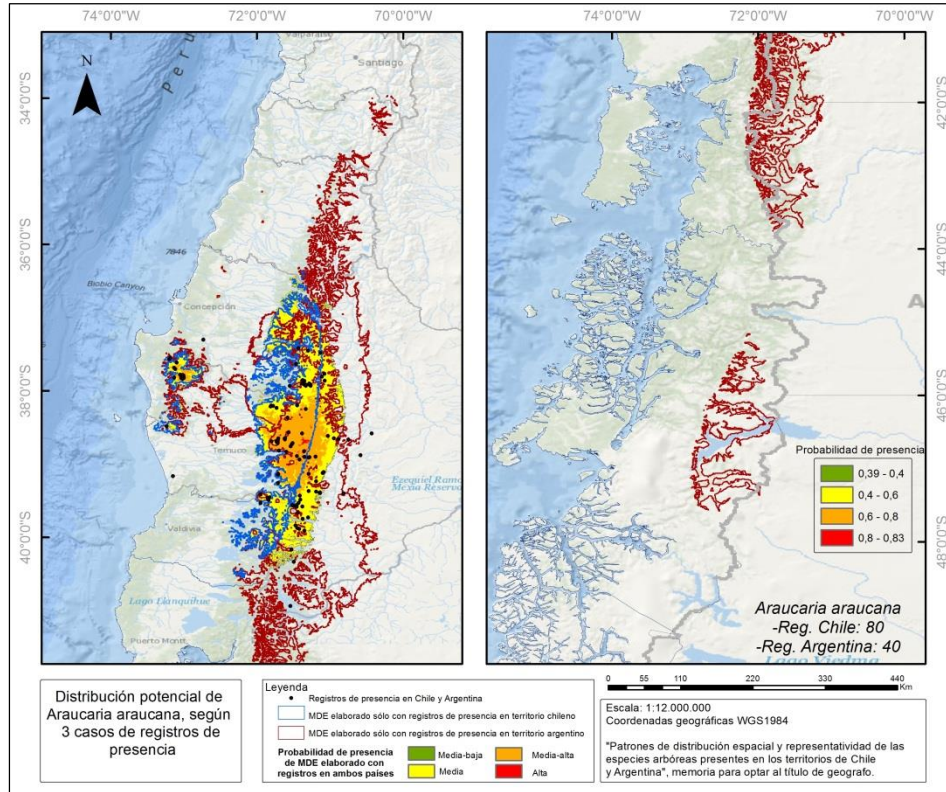 74°0'0"W
72°0'0"W
70°0'0"W
74°0'0"W
72°0'0"W
70°0'0"W
34°0'0"S
36°0'0"S
38°0'0"S
40°0'0"S
N
Peru
Valparaiso
Santiago
7846
Biobio Canyon
Concepción
Temuco
Valdivia
Ezequiel Ramos
Mexia Reservoir
Lago Llanquihue
Puerto Montt
42°0'0"S
44°0'0"S
46°0'0"S
48°0'0"S
A
Probabilidad de presencia
0,39 - 0,4
0,4 - 0,6
0,6 - 0,8
0,8 - 0,83
Araucaria araucana
-Reg. Chile: 80
-Reg. Argentina: 40
Lago Viedma
Distribución potencial de
Araucaria araucana, según
3 casos de registros de
presencia
Leyenda
Registros de presencia en Chile y Argentina
MDE elaborado sólo con registros de presencia en territorio chileno
MDE elaborado sólo con registros de presencia en territorio argentino
Probabilidad de presencia
de MDE elaborado con
registros en ambos países
Media-baja
Media-alta
Media
Alta
0 55 110 220 330 440
Km
Escala: 1:12.000.000
Coordenadas geográficas WGS1984
"Patrones de distribución espacial y representatividad de las
especies arbóreas presentes en los territorios de Chile
y Argentina", memoria para optar al título de geografo.